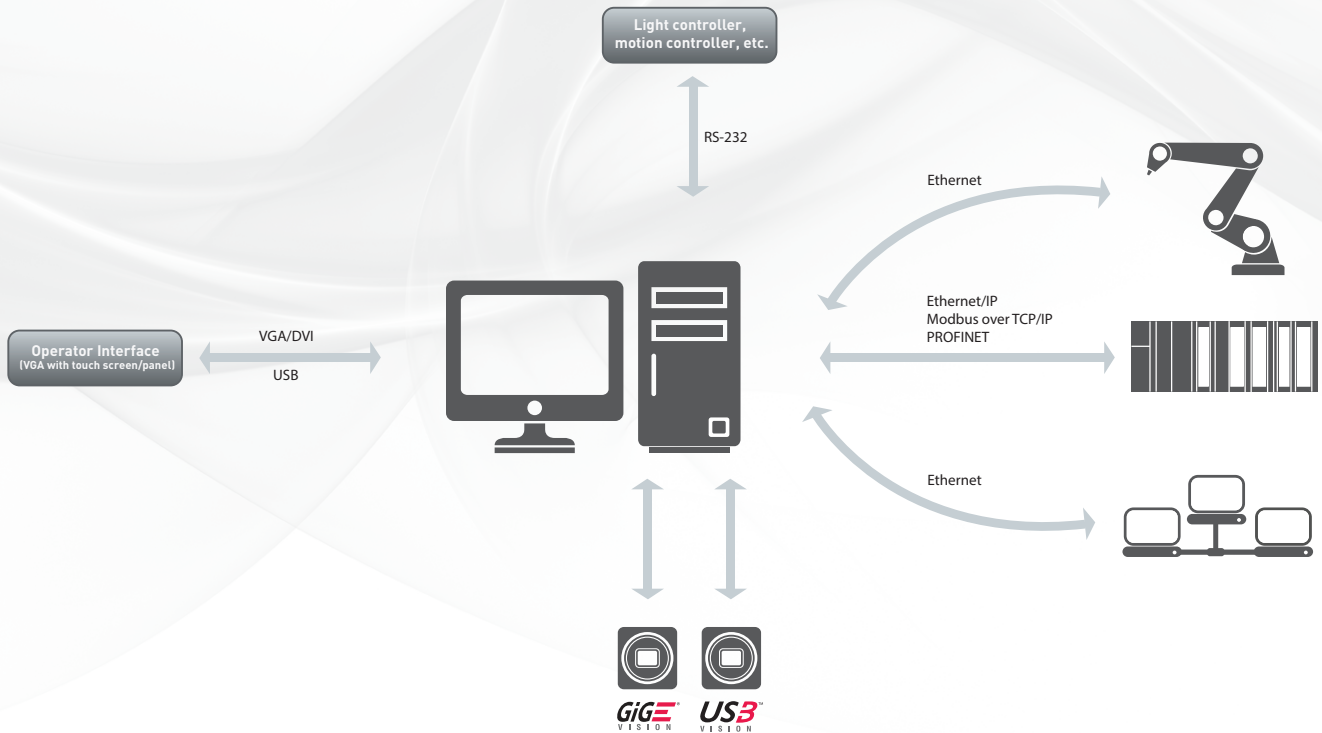 Light controller,
motion controller, etc.
RS-232
Ethernet
Ethernet/IP
Modbus over TCP/IP
PROFINET
VGA/DVI
Operator Interface
(VGA with touch screen/panel)
USB
Ethernet
GiGE®
VISION
USB™
VISION